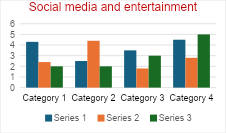 Social media and entertainment
6
5
4
3
2
1
0
Category 1 Category 2 Category 3 Category 4
Series 1 Series 2 Series 3